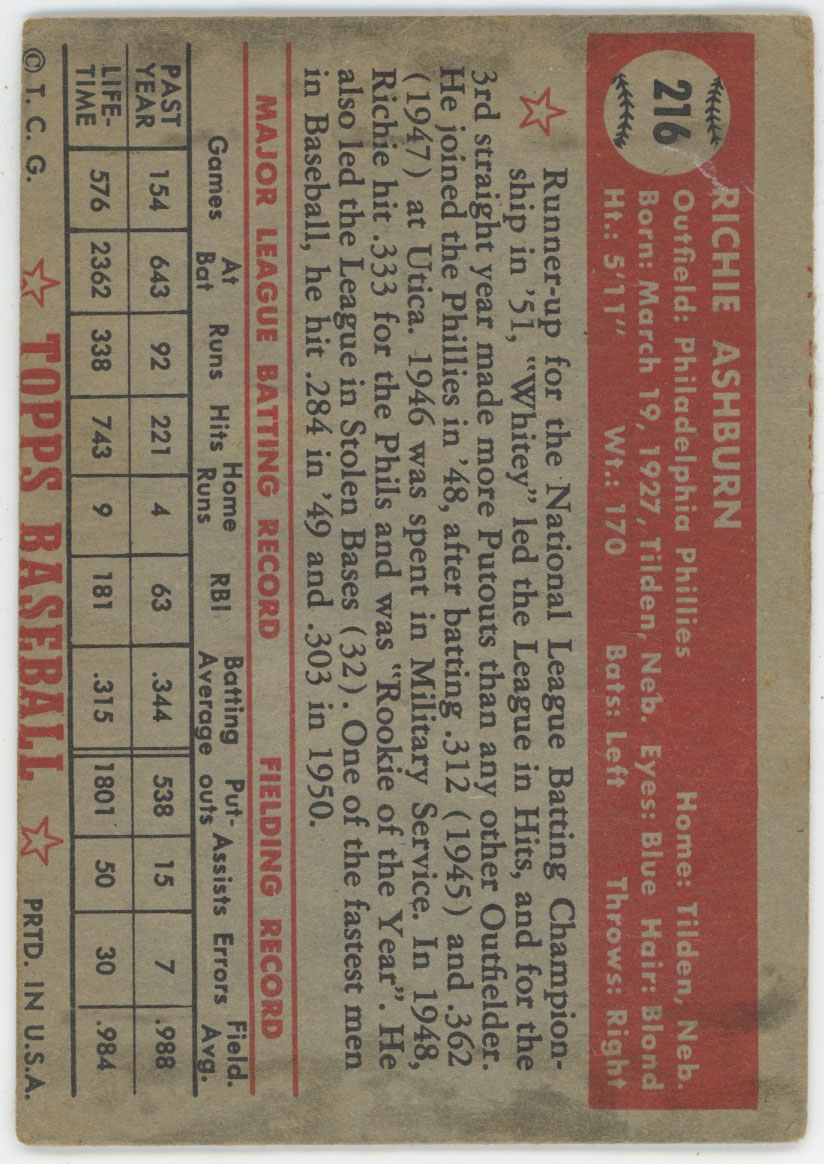 216
RICHIE ASHBURN
Outfield: Philadelphia Phillies Home: Tilden, Neb.
Born: March 19, 1927, Tilden, Neb. Eyes: Blue Hair: Blond
Ht.: 5'11" Wt.: 170 Bats: Left Throws: Right
Runner-up for the National League Batting Champion-
ship in '51, "Whitey" led the League in Hits, and for the
3rd straight year made more Putouts than any other Outfielder.
He joined the Phillies in '48, after batting .312 (1945) and .362
(1947) at Utica. 1946 was spent in Military Service. In 1948,
Richie hit .333 for the Phils and was "Rookie of the Year". He
also led the League in Stolen Bases (32). One of the fastest men
in Baseball, he hit .284 in '49 and .303 in 1950.
MAJOR LEAGUE BATTING RECORD FIELDING RECORD
Games At Bat Runs Hits Home Runs RBI Batting Average Put-outs Assists Errors Field. Avg.
PAST YEAR 154 643 92 221 4 63 .344 538 15 7 .988
LIFE-TIME 576 2362 338 743 9 181 .315 1801 50 30 .984
© T. C. G. TOPPS BASEBALL PRTD. IN U.S.A.